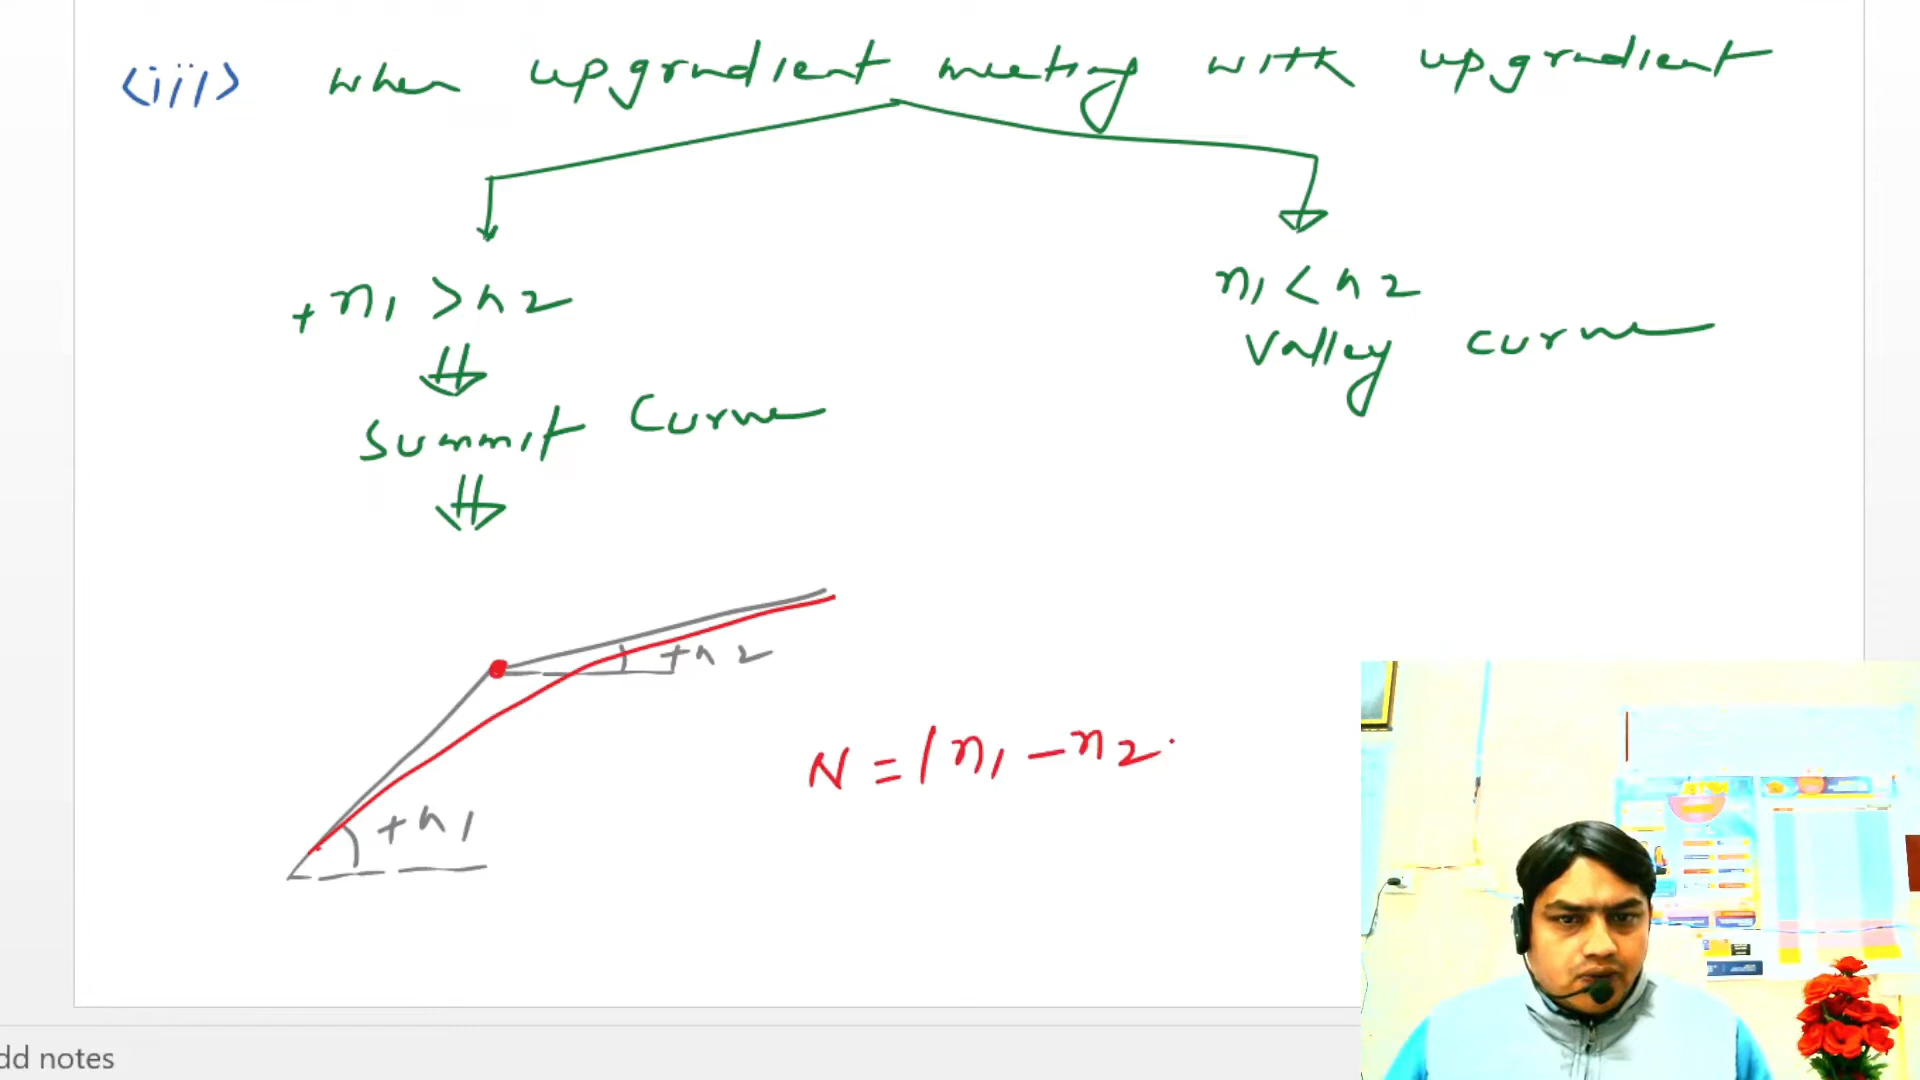 <iii> when upgradient meeting with upgradient
+n1 > n2
n1 < n2
Summit Curve
Valley curve
+n2
N = |n1 - n2
+n1
dd notes